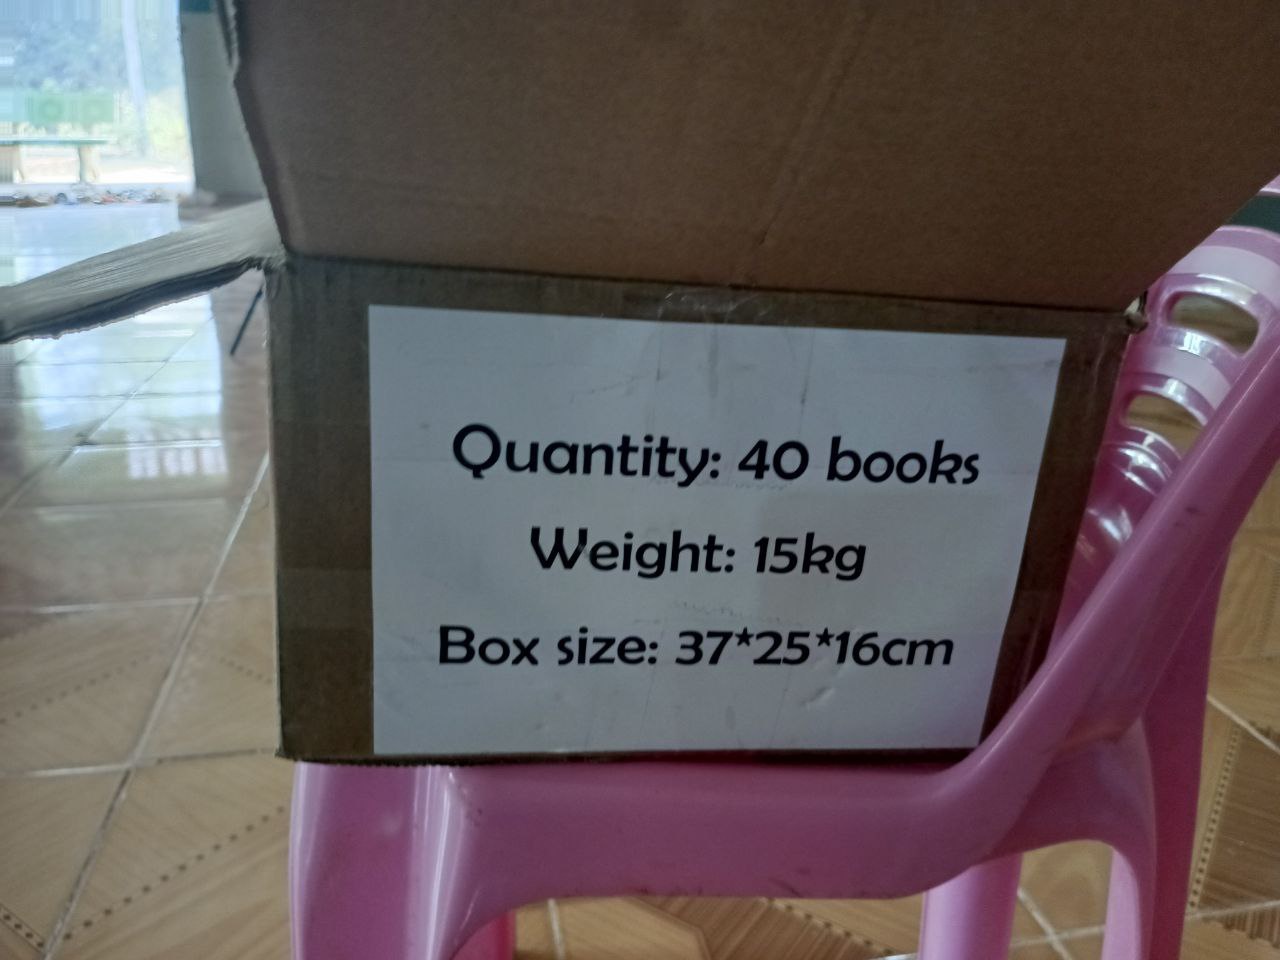 Quantity: 40 books
Weight: 15kg
Box size: 37*25*16cm